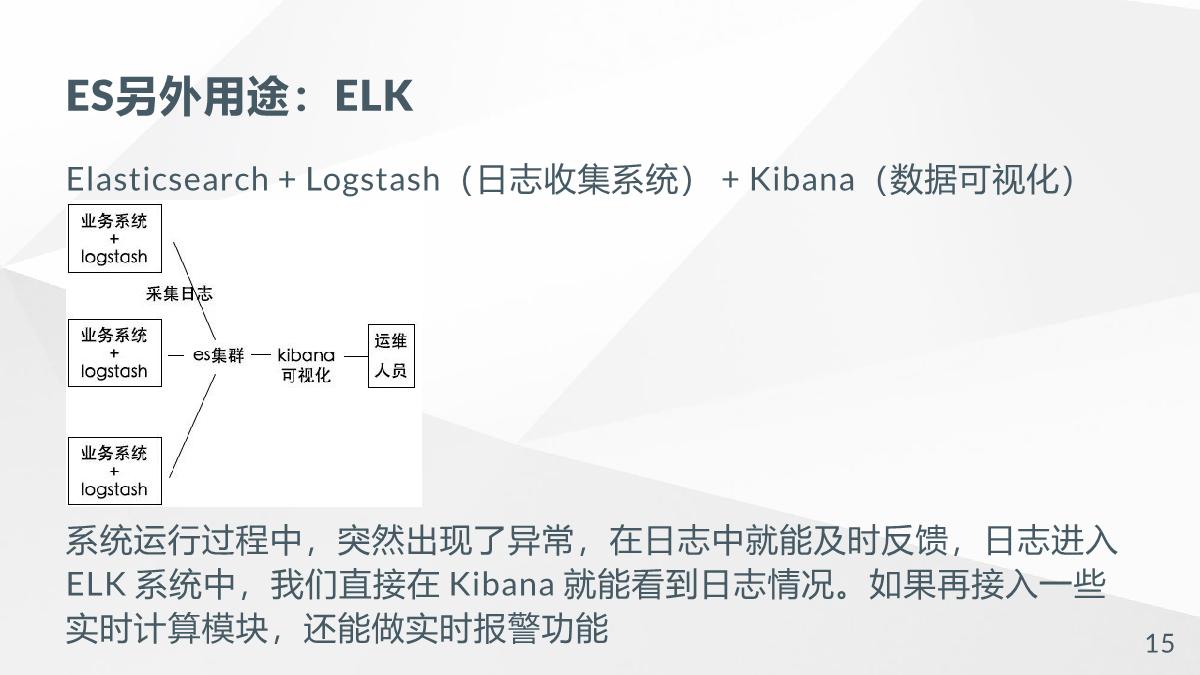 ES另外用途：ELK
Elasticsearch + Logstash（日志收集系统） + Kibana（数据可视化）
业务系统
+
logstash
采集日志
业务系统
+
logstash
es集群
kibana
可视化
运维
人员
业务系统
+
logstash
系统运行过程中，突然出现了异常，在日志中就能及时反馈，日志进入
ELK 系统中，我们直接在 Kibana 就能看到日志情况。如果再接入一些
实时计算模块，还能做实时报警功能
15